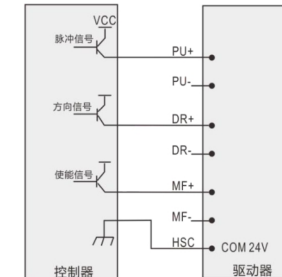 VCC
脉冲信号
PU+
PU-
方向信号
DR+
DR-
使能信号
MF+
MF-
HSC
COM 24V
控制器
驱动器